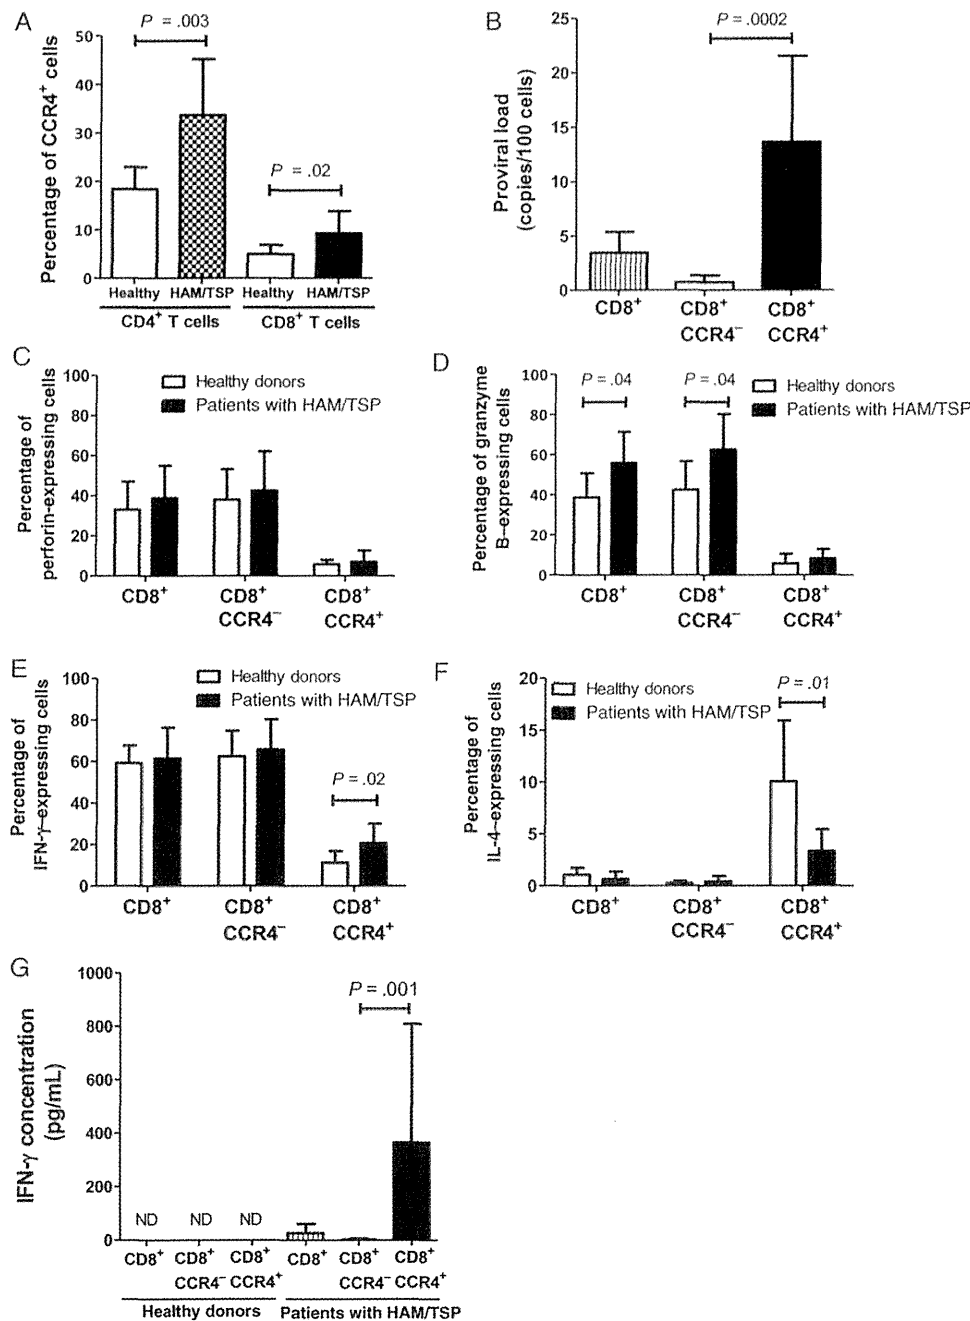 A
P = .003
Percentage of CCR4⁺ cells
50
40
30
20
10
0
P = .02
Healthy HAM/TSP Healthy HAM/TSP
CD4⁺ T cells CD8⁺ T cells
B
P = .0002
Proviral load
(copies/100 cells)
25
20
15
10
5
0
CD8⁺ CD8⁺ CD8⁺
CCR4⁻ CCR4⁺
C
Percentage of
perforin-expressing cells
100
80
60
40
20
0
Healthy donors
Patients with HAM/TSP
CD8⁺ CD8⁺ CD8⁺
CCR4⁻ CCR4⁺
D
Percentage of granzyme
B–expressing cells
100
80
60
40
20
0
P = .04 P = .04
Healthy donors
Patients with HAM/TSP
CD8⁺ CD8⁺ CD8⁺
CCR4⁻ CCR4⁺
E
Percentage of
IFN-γ–expressing cells
100
80
60
40
20
0
Healthy donors
Patients with HAM/TSP
P = .02
CD8⁺ CD8⁺ CD8⁺
CCR4⁻ CCR4⁺
F
Percentage of
IL-4–expressing cells
20
15
10
5
0
Healthy donors
Patients with HAM/TSP
P = .01
CD8⁺ CD8⁺ CD8⁺
CCR4⁻ CCR4⁺
G
IFN-γ concentration
(pg/mL)
1000
800
600
400
200
0
P = .001
ND ND ND
CD8⁺ CD8⁺ CD8⁺ CD8⁺ CD8⁺ CD8⁺
CCR4⁻ CCR4⁺ CCR4⁻ CCR4⁺
Healthy donors Patients with HAM/TSP